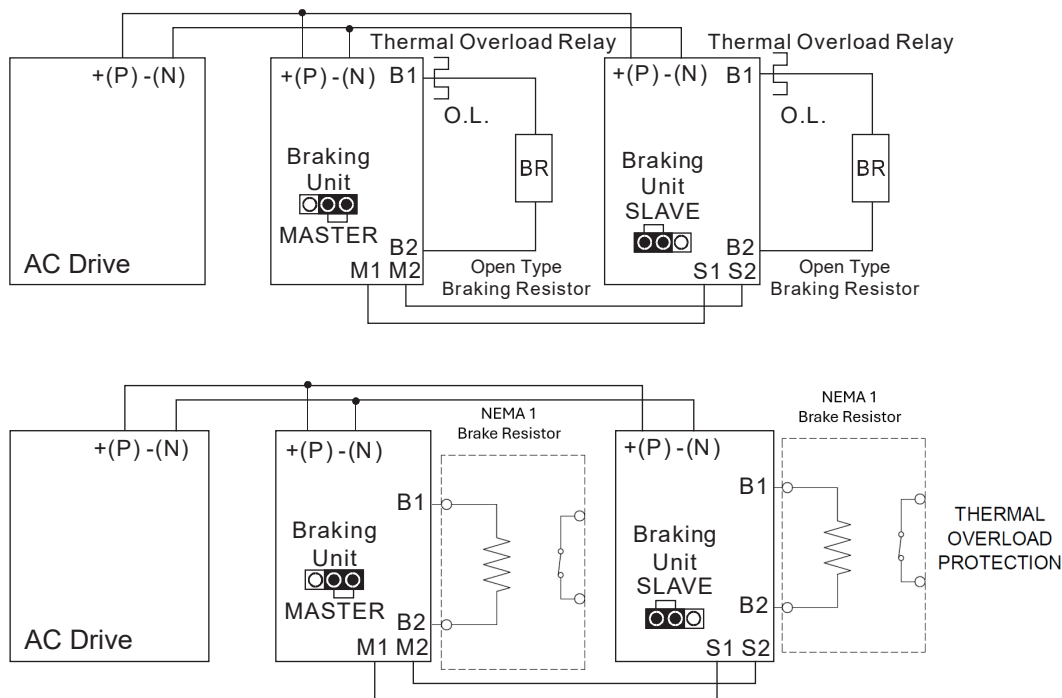 Thermal Overload Relay
Thermal Overload Relay
+(P) -(N)
+(P) -(N)
B1
+(P) -(N)
B1
O.L.
O.L.
Braking
Unit
MASTER
BR
Braking
Unit
SLAVE
BR
AC Drive
B2
M1 M2
Open Type
Braking Resistor
B2
S1 S2
Open Type
Braking Resistor
NEMA 1
Brake Resistor
NEMA 1
Brake Resistor
+(P) -(N)
+(P) -(N)
+(P) -(N)
B1
B1
Braking
Unit
MASTER
Braking
Unit
SLAVE
THERMAL
OVERLOAD
PROTECTION
AC Drive
B2
M1 M2
B2
S1 S2